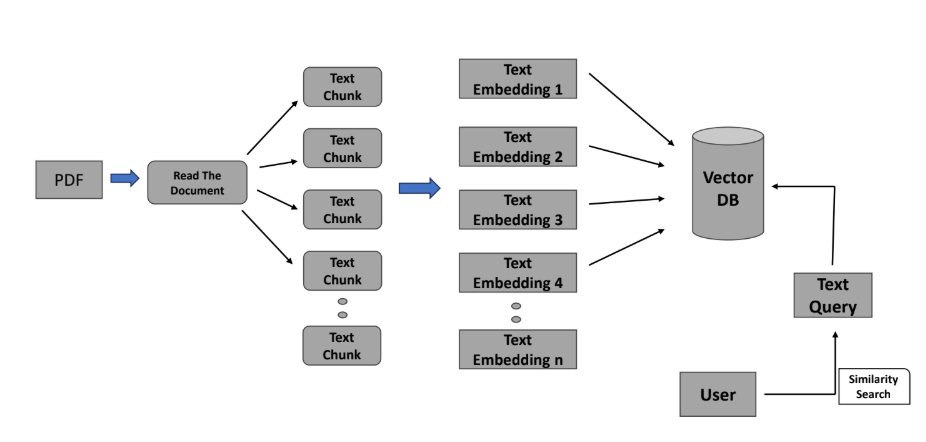 PDF
Read The
Document
Text
Chunk
Text
Chunk
Text
Chunk
Text
Chunk
Text
Chunk
Text
Embedding 1
Text
Embedding 2
Text
Embedding 3
Text
Embedding 4
Text
Embedding n
Vector
DB
Text
Query
User
Similarity
Search